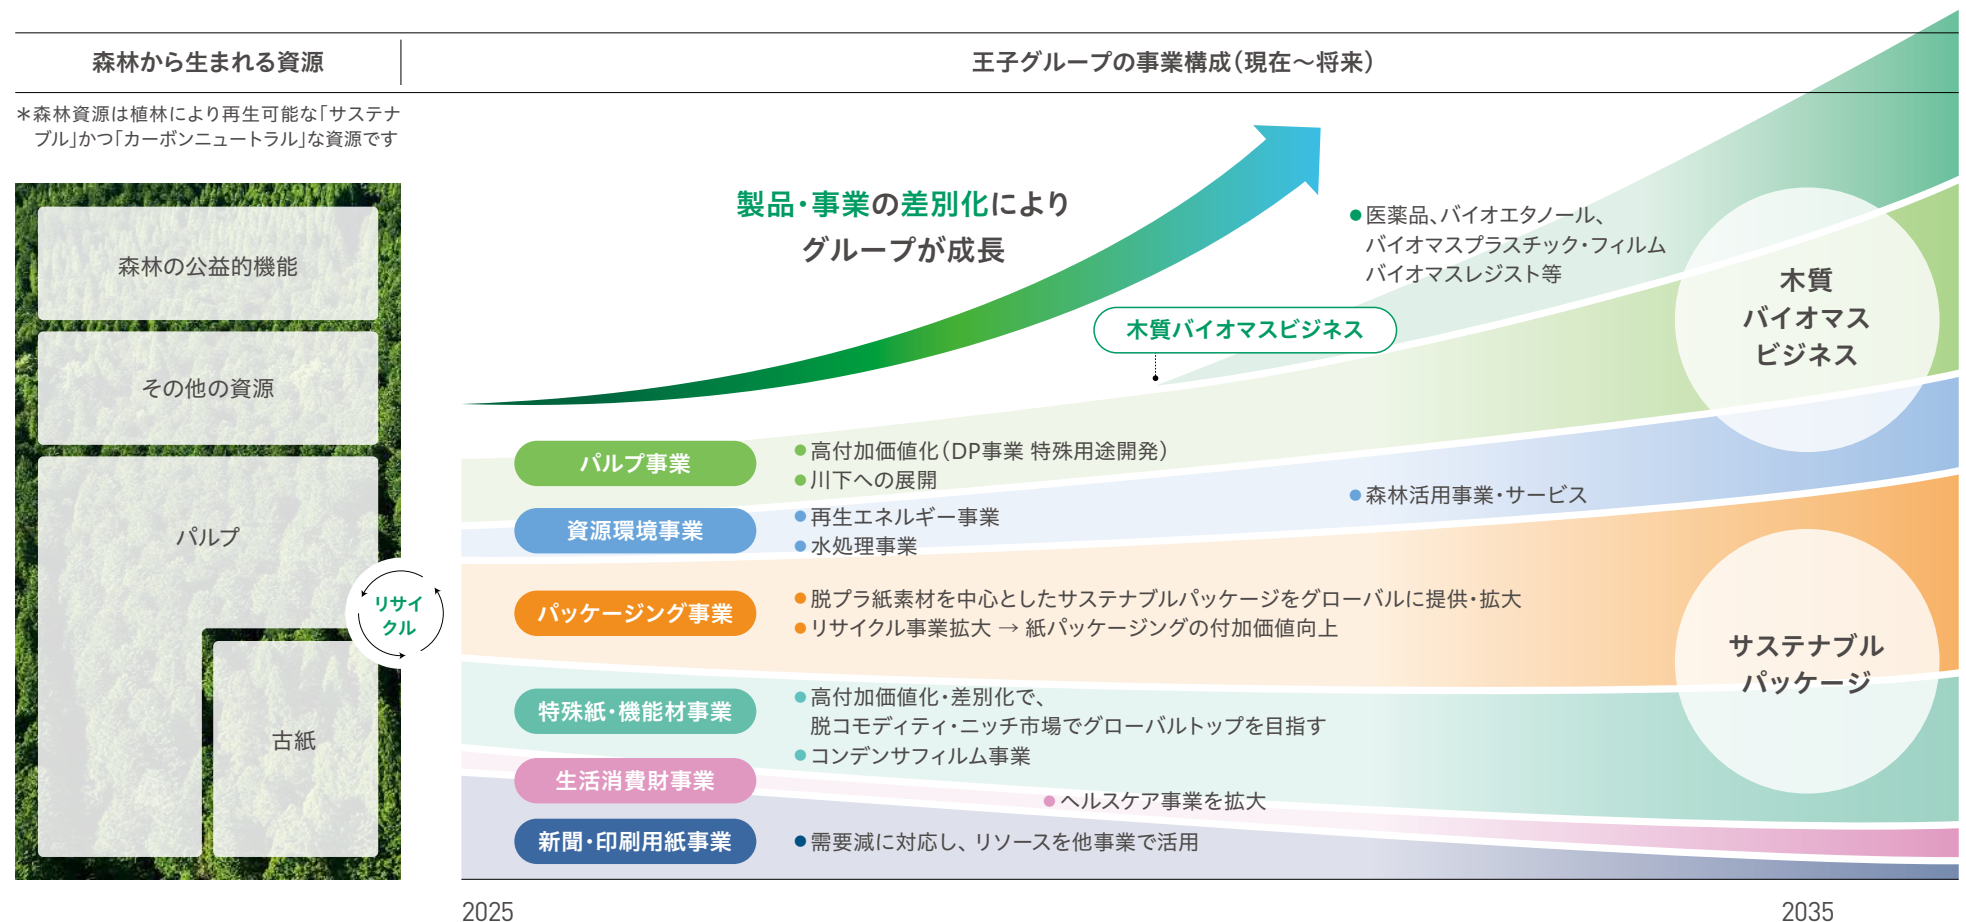 森林から生まれる資源
王子グループの事業構成（現在～将来）
＊森林資源は植林により再生可能な「サステナ
ブル」かつ「カーボンニュートラル」な資源です
森林の公益的機能
その他の資源
パルプ
古紙
リサイ
クル
製品・事業の差別化により
グループが成長
木質バイオマスビジネス
●医薬品、バイオエタノール、
バイオマスプラスチック・フィルム
バイオマスレジスト等
木質
バイオマス
ビジネス
パルプ事業
●高付加価値化（DP事業 特殊用途開発）
●川下への展開
資源環境事業
●再生エネルギー事業
●水処理事業
●森林活用事業・サービス
パッケージング事業
●脱プラ紙素材を中心としたサステナブルパッケージをグローバルに提供・拡大
●リサイクル事業拡大 → 紙パッケージングの付加価値向上
サステナブル
パッケージ
特殊紙・機能材事業
●高付加価値化・差別化で、
脱コモディティ・ニッチ市場でグローバルトップを目指す
●コンデンサフィルム事業
生活消費財事業
●ヘルスケア事業を拡大
新聞・印刷用紙事業
●需要減に対応し、リソースを他事業で活用
2025
2035